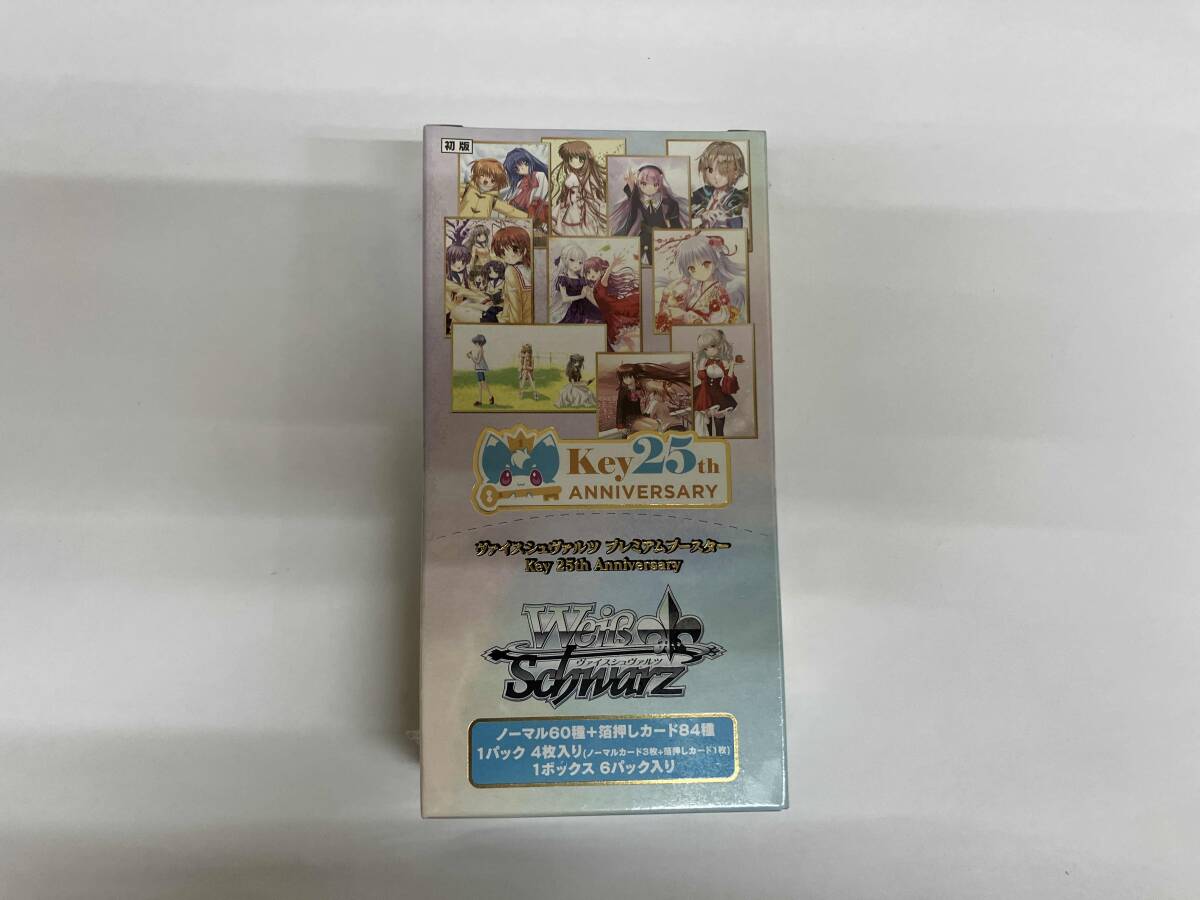 初版
Key25th
ANNIVERSARY
ヴァイスシュヴァルツ プレミアムブースター
Key 25th Anniversary
Weiß
ヴァイスシュヴァルツ
Schwarz
ノーマル60種+箔押しカード84種
1パック 4枚入り(ノーマルカード3枚+箔押しカード1枚)
1ボックス 6パック入り